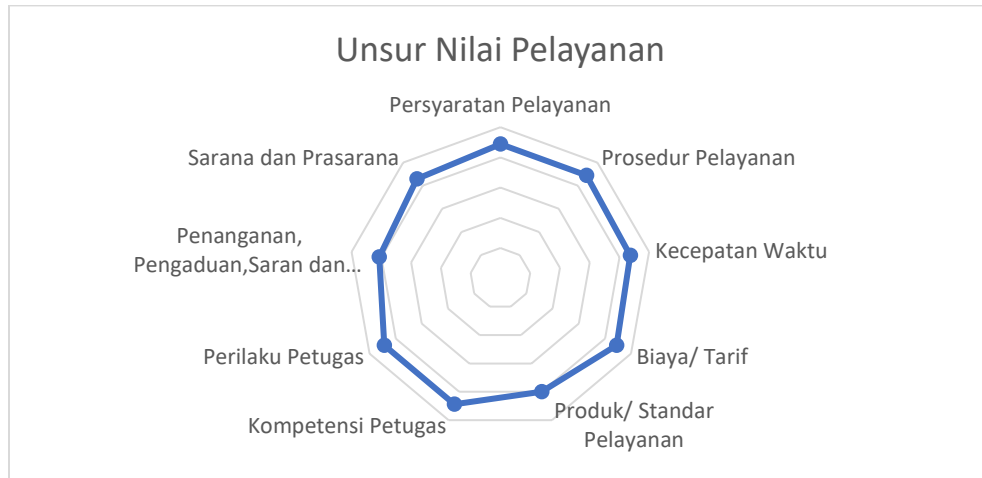 Unsur Nilai Pelayanan
Persyaratan Pelayanan
Prosedur Pelayanan
Kecepatan Waktu
Biaya/ Tarif
Produk/ Standar
Pelayanan
Kompetensi Petugas
Perilaku Petugas
Penanganan,
Pengaduan,Saran dan...
Sarana dan Prasarana